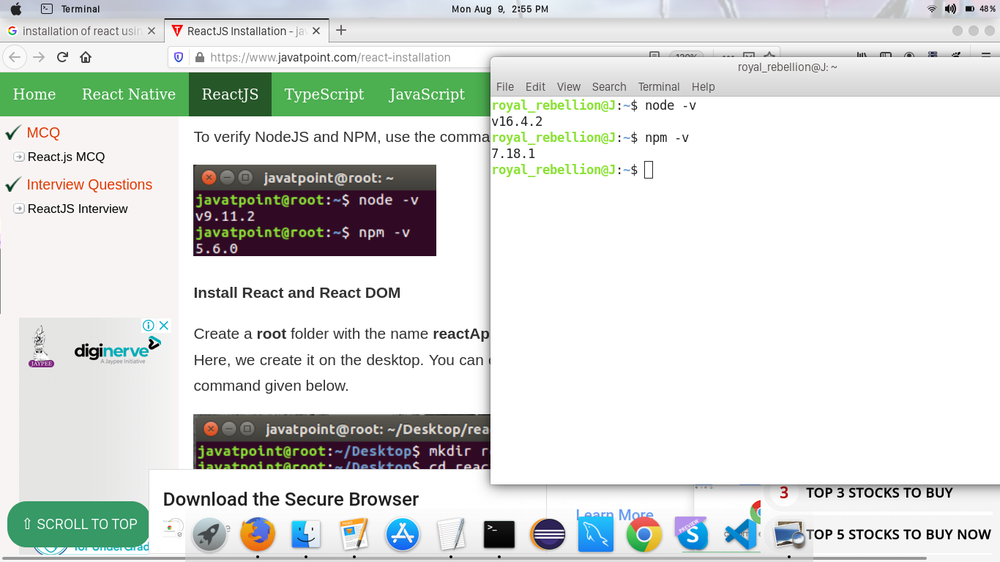 Terminal
Mon Aug 9, 2:55 PM
48%
installation of react usin
ReactJS Installation - jav
https://www.javatpoint.com/react-installation
120%
royal_rebellion@J: ~
Home
React Native
ReactJS
TypeScript
JavaScript
File Edit View Search Terminal Help
royal_rebellion@J:~$ node -v
v16.4.2
royal_rebellion@J:~$ npm -v
7.18.1
royal_rebellion@J:~$
MCQ
React.js MCQ
Interview Questions
ReactJS Interview
To verify NodeJS and NPM, use the comma
javatpoint@root: ~
javatpoint@root:~$ node -v
v9.11.2
javatpoint@root:~$ npm -v
5.6.0
Install React and React DOM
Create a root folder with the name reactAp
Here, we create it on the desktop. You can
command given below.
JAYPEE
diginerve
A Jaypee Initiative
javatpoint@root: ~/Desktop/rea
javatpoint@root:~/Desktop$ mkdir r
javatpoint@root:~/Desktop$ cd reac
Download the Secure Browser
Learn More
3 TOP 3 STOCKS TO BUY
TOP 5 STOCKS TO BUY NOW
⇧ SCROLL TO TOP
for UnderGrad
PREVIEW